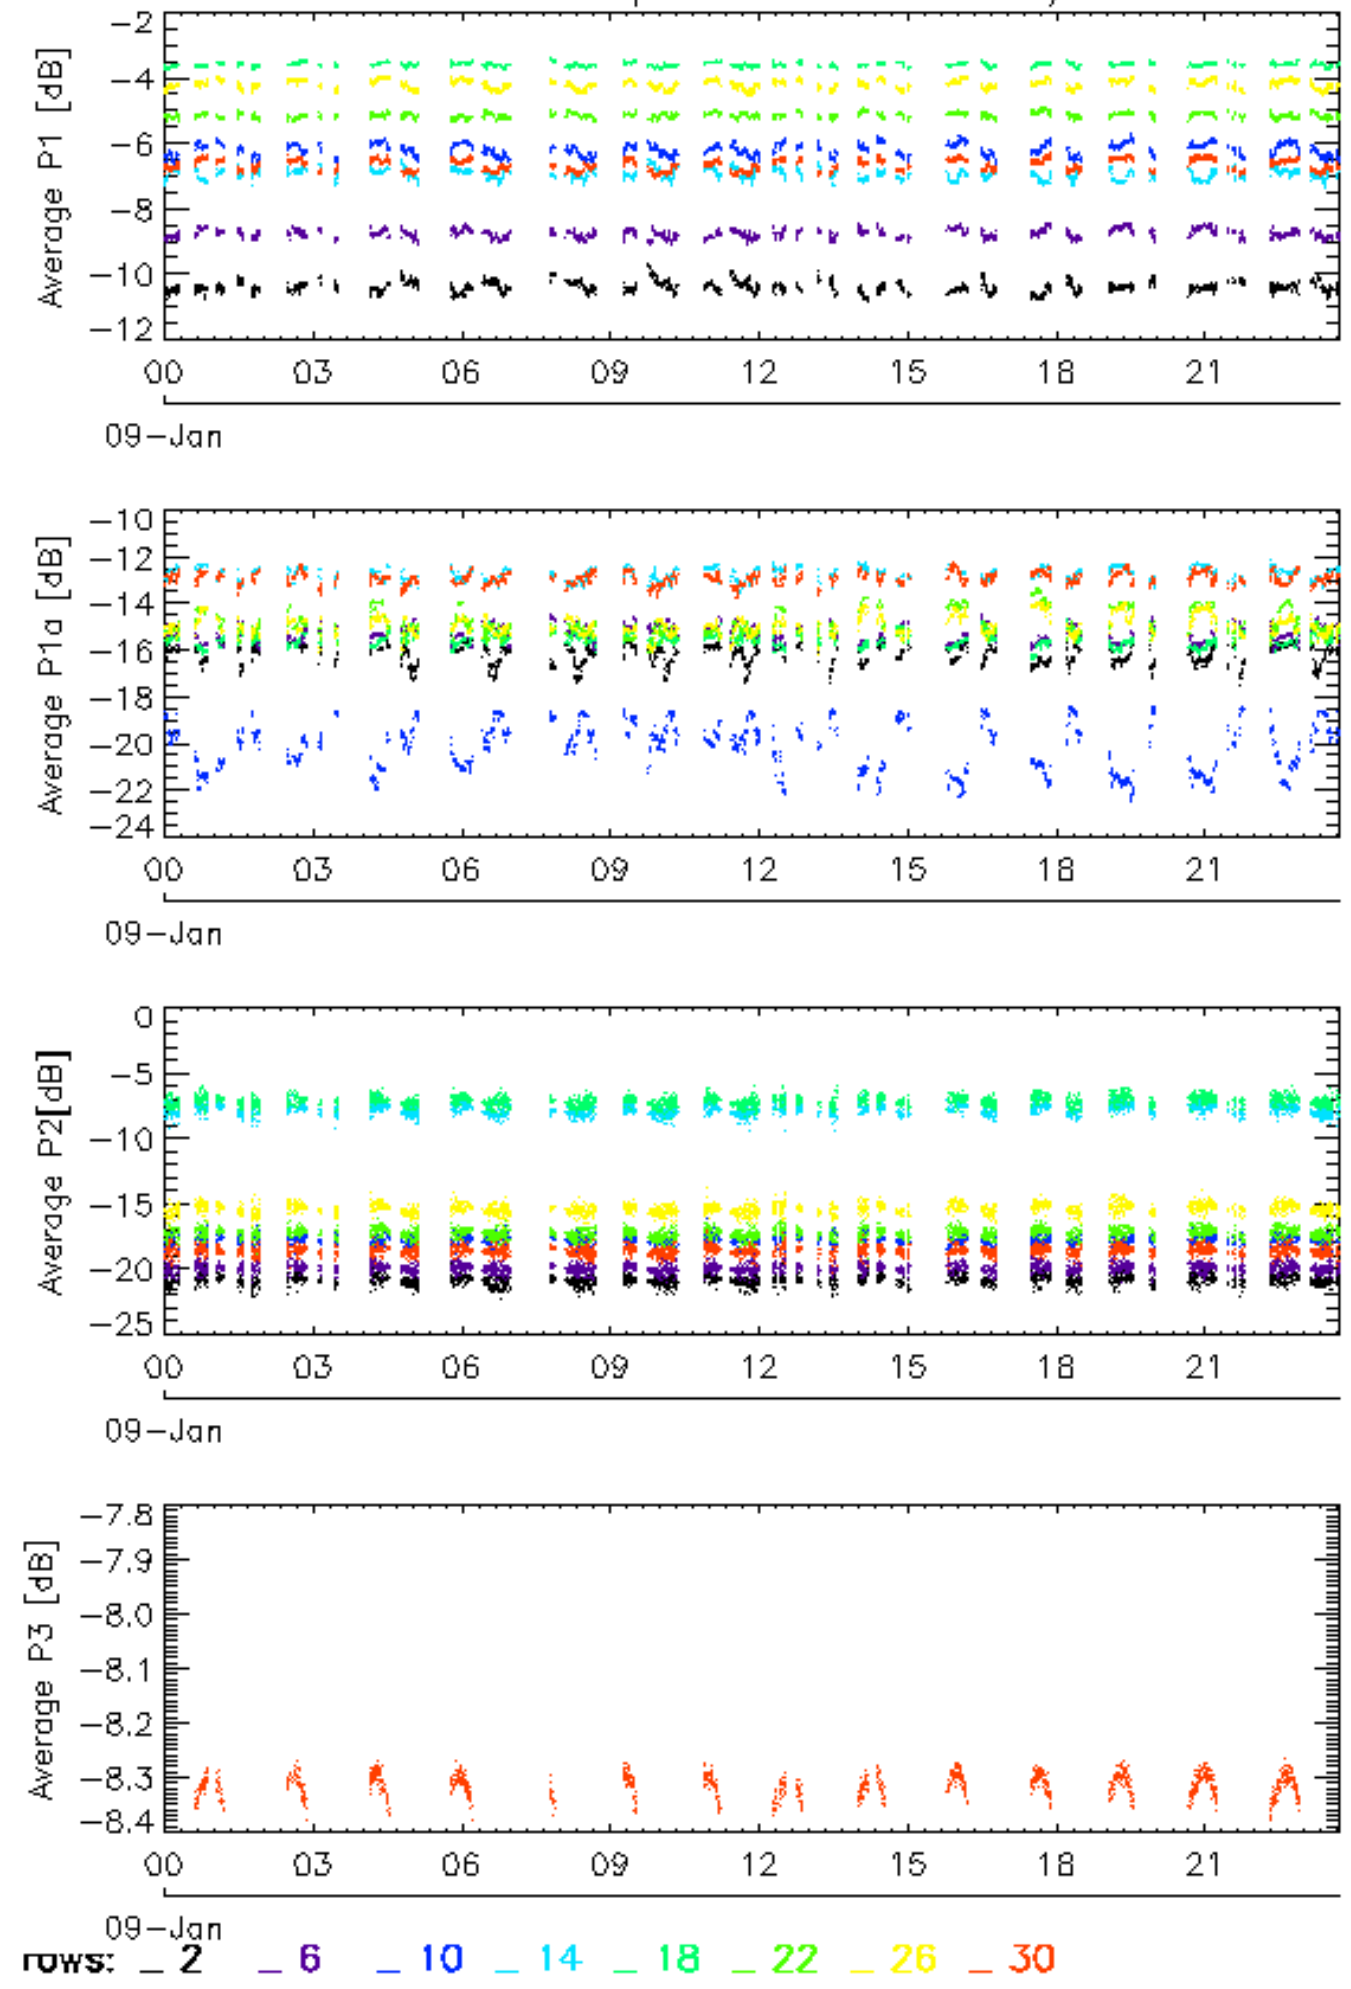 Average P1 [dB]
-2
-4
-6
-8
-10
-12
00 03 06 09 12 15 18 21
09-Jan
Average P1a [dB]
-10
-12
-14
-16
-18
-20
-22
-24
00 03 06 09 12 15 18 21
09-Jan
Average P2[dB]
0
-5
-10
-15
-20
-25
00 03 06 09 12 15 18 21
09-Jan
Average P3 [dB]
-7.8
-7.9
-8.0
-8.1
-8.2
-8.3
-8.4
00 03 06 09 12 15 18 21
09-Jan
rows: _ 2 _ 6 _ 10 _ 14 _ 18 _ 22 _ 26 _ 30